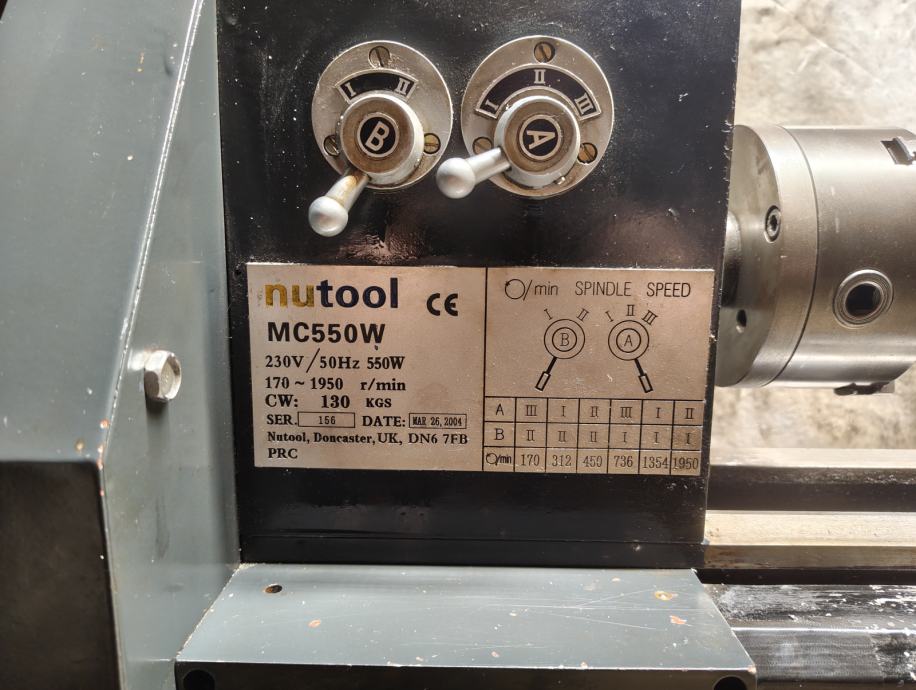 I II
B
I II III
A
nutool CE
MC550W
230V/50Hz 550W
170~1950 r/min
CW: 130 KGS
SER. 156 DATE: MAR 26,2004
Nutool, Doncaster, UK, DN6 7FB
PRC
/min SPINDLE SPEED
I II I II III
B A
A III I II III I II
B II II II I I I
/min 170 312 450 736 1354 1950